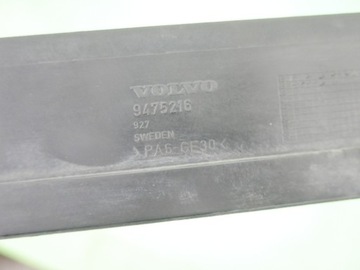 VOLVO
9475216
927
SWEDEN
>PA6-GF30<